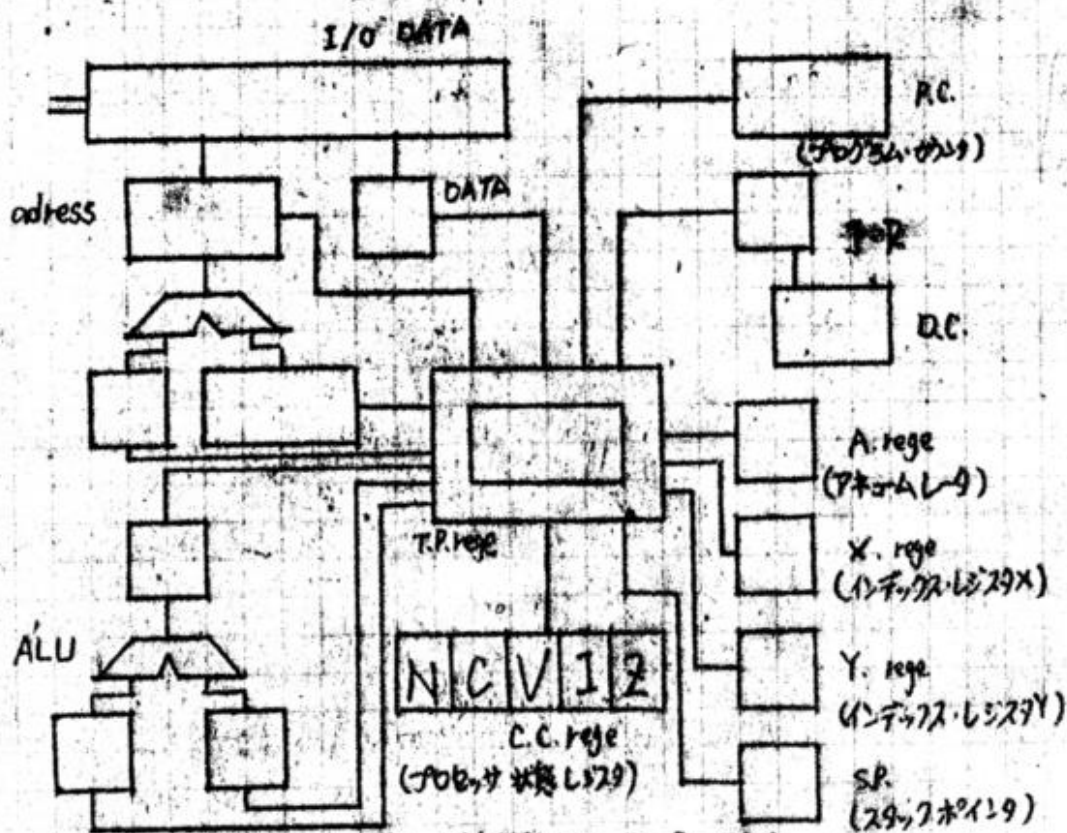 I/O DATA
P.C.
(プログラム・カウンタ)
adress
DATA
D.C.
A. rege
(アキュームレータ)
X. rege
(インデックス・レジスタX)
T.P. rege
ALU
N C V I Z
Y. rege
(インデックス・レジスタY)
C.C. rege
(プロセッサ状態レジスタ)
S.P.
(スタックポインタ)